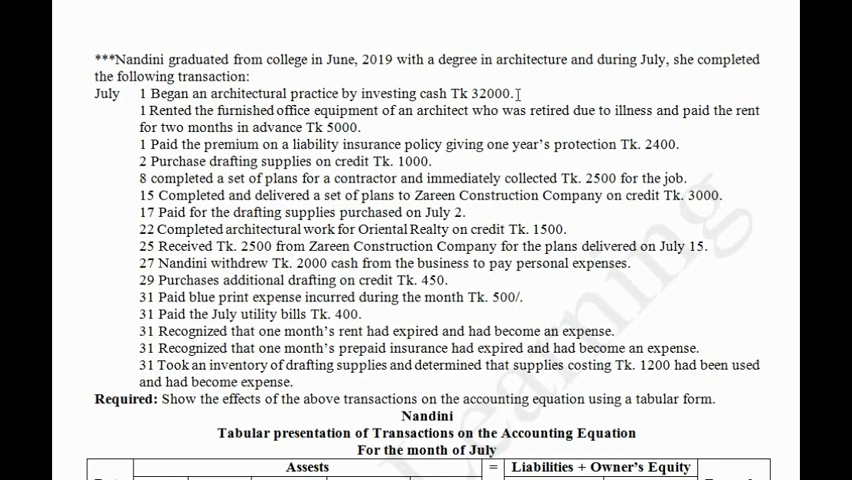 ***Nandini graduated from college in June, 2019 with a degree in architecture and during July, she completed
the following transaction:
July 1 Began an architectural practice by investing cash Tk 32000.
1 Rented the furnished office equipment of an architect who was retired due to illness and paid the rent
for two months in advance Tk 5000.
1 Paid the premium on a liability insurance policy giving one year's protection Tk. 2400.
2 Purchase drafting supplies on credit Tk. 1000.
8 completed a set of plans for a contractor and immediately collected Tk. 2500 for the job.
15 Completed and delivered a set of plans to Zareen Construction Company on credit Tk. 3000.
17 Paid for the drafting supplies purchased on July 2.
22 Completed architectural work for Oriental Realty on credit Tk. 1500.
25 Received Tk. 2500 from Zareen Construction Company for the plans delivered on July 15.
27 Nandini withdrew Tk. 2000 cash from the business to pay personal expenses.
29 Purchases additional drafting on credit Tk. 450.
31 Paid blue print expense incurred during the month Tk. 500/.
31 Paid the July utility bills Tk. 400.
31 Recognized that one month's rent had expired and had become an expense.
31 Recognized that one month's prepaid insurance had expired and had become an expense.
31 Took an inventory of drafting supplies and determined that supplies costing Tk. 1200 had been used
and had become expense.
Required: Show the effects of the above transactions on the accounting equation using a tabular form.
Nandini
Tabular presentation of Transactions on the Accounting Equation
For the month of July
Assests = Liabilities + Owner's Equity
Learning